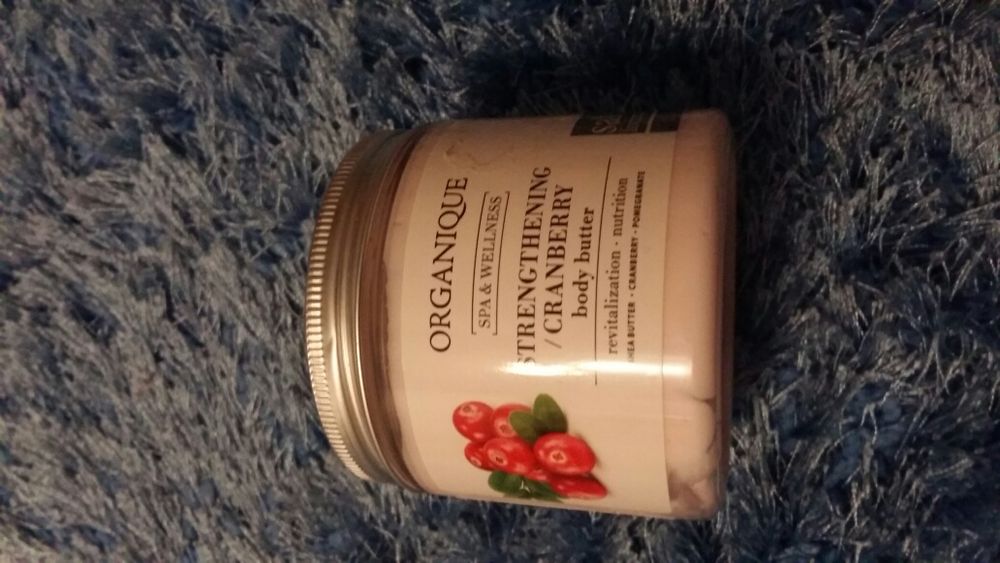 ORGANIQUE
SPA & WELLNESS
STRENGTHENING
/ CRANBERRY
body butter
revitalization · nutrition
SHEA BUTTER · CRANBERRY · POMEGRANATE